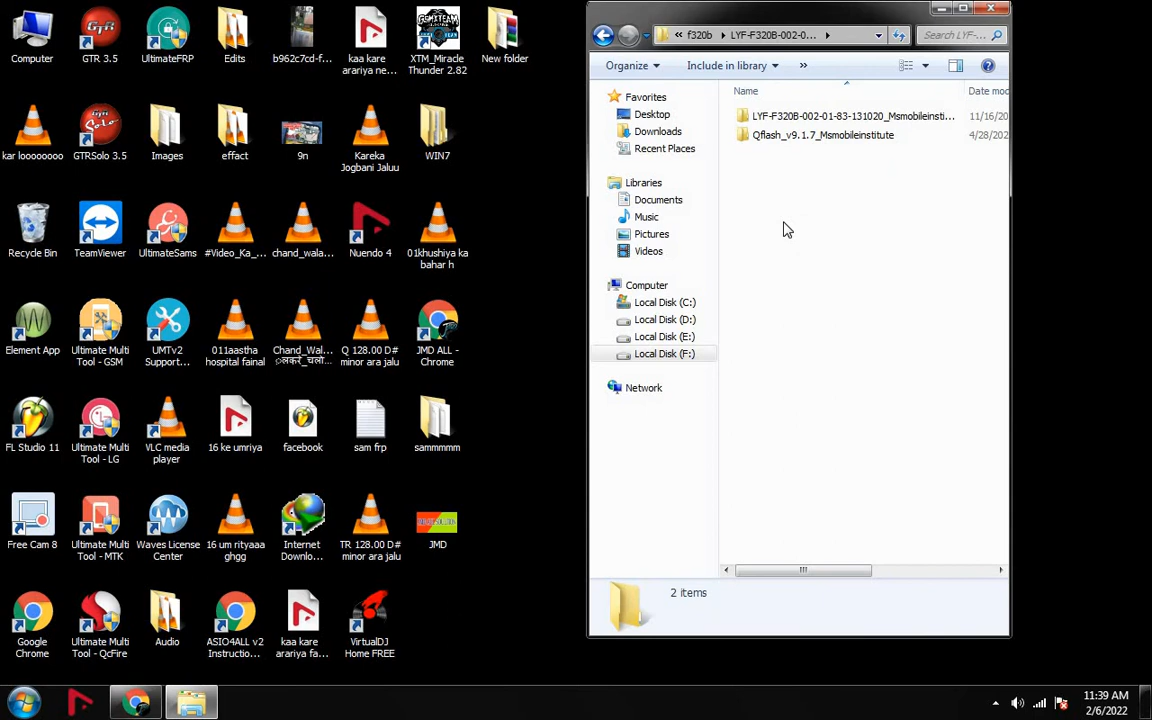 Computer
GTR 3.5
UltimateFRP
Edits
b962c7cd-f...
kaa kare
arariya ne...
XTM_Miracle
Thunder 2.82
New folder
kar looooooo
GTRSolo 3.5
Images
effact
9n
Kareka
Jogbani Jaluu
WIN7
Recycle Bin
TeamViewer
UltimateSams
#Video_Ka_...
chand_wala...
Nuendo 4
01khushiya ka
bahar h
Element App
Ultimate Multi
Tool - GSM
UMTv2
Support...
011aastha
hospital fainal
Chand_Wal...
Q 128.00 D#
minor ara jalu
JMD ALL -
Chrome
FL Studio 11
Ultimate Multi
Tool - LG
VLC media
player
16 ke umriya
facebook
sam frp
sammmmm
Free Cam 8
Ultimate Multi
Tool - MTK
Waves License
Center
16 um rityaaa
ghgg
Internet
Downlo...
TR 128.00 D#
minor ara jalu
JMD
Google
Chrome
Ultimate Multi
Tool - QcFire
Audio
ASIO4ALL v2
Instructio...
kaa kare
arariya fa...
VirtualDJ
Home FREE
« f320b LYF-F320B-002-0...
Search LYF-...
Organize
Include in library
»
Name
Date mod
Favorites
Desktop
Downloads
Recent Places
Libraries
Documents
Music
Pictures
Videos
Computer
Local Disk (C:)
Local Disk (D:)
Local Disk (E:)
Local Disk (F:)
Network
LYF-F320B-002-01-83-131020_Msmobileinsti...
11/16/20
Qflash_v9.1.7_Msmobileinstitute
4/28/202
2 items
11:39 AM
2/6/2022